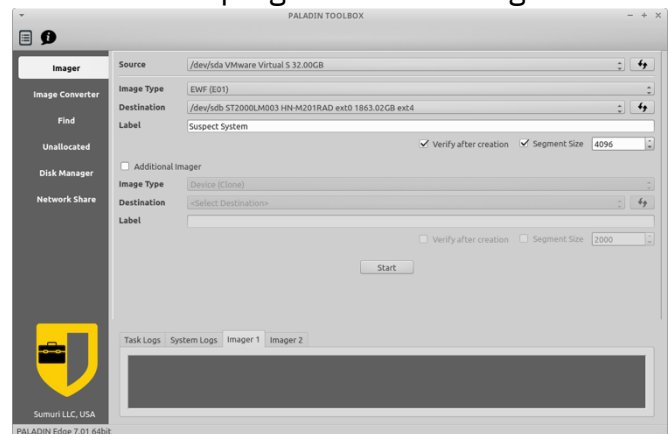 PALADIN TOOLBOX
Imager
Image Converter
Find
Unallocated
Disk Manager
Network Share
Source
/dev/sda VMware Virtual S 32.00GB
Image Type
EWF (E01)
Destination
/dev/sdb ST2000LM003 HN-M201RAD ext0 1863.02GB ext4
Label
Suspect System
Verify after creation Segment Size 4096
Additional Imager
Image Type
Device (Clone)
Destination
<Select Destination>
Label
Verify after creation Segment Size 2000
Start
Task Logs System Logs Imager 1 Imager 2
Sumuri LLC, USA
PALADIN Edge 7.01 64bit